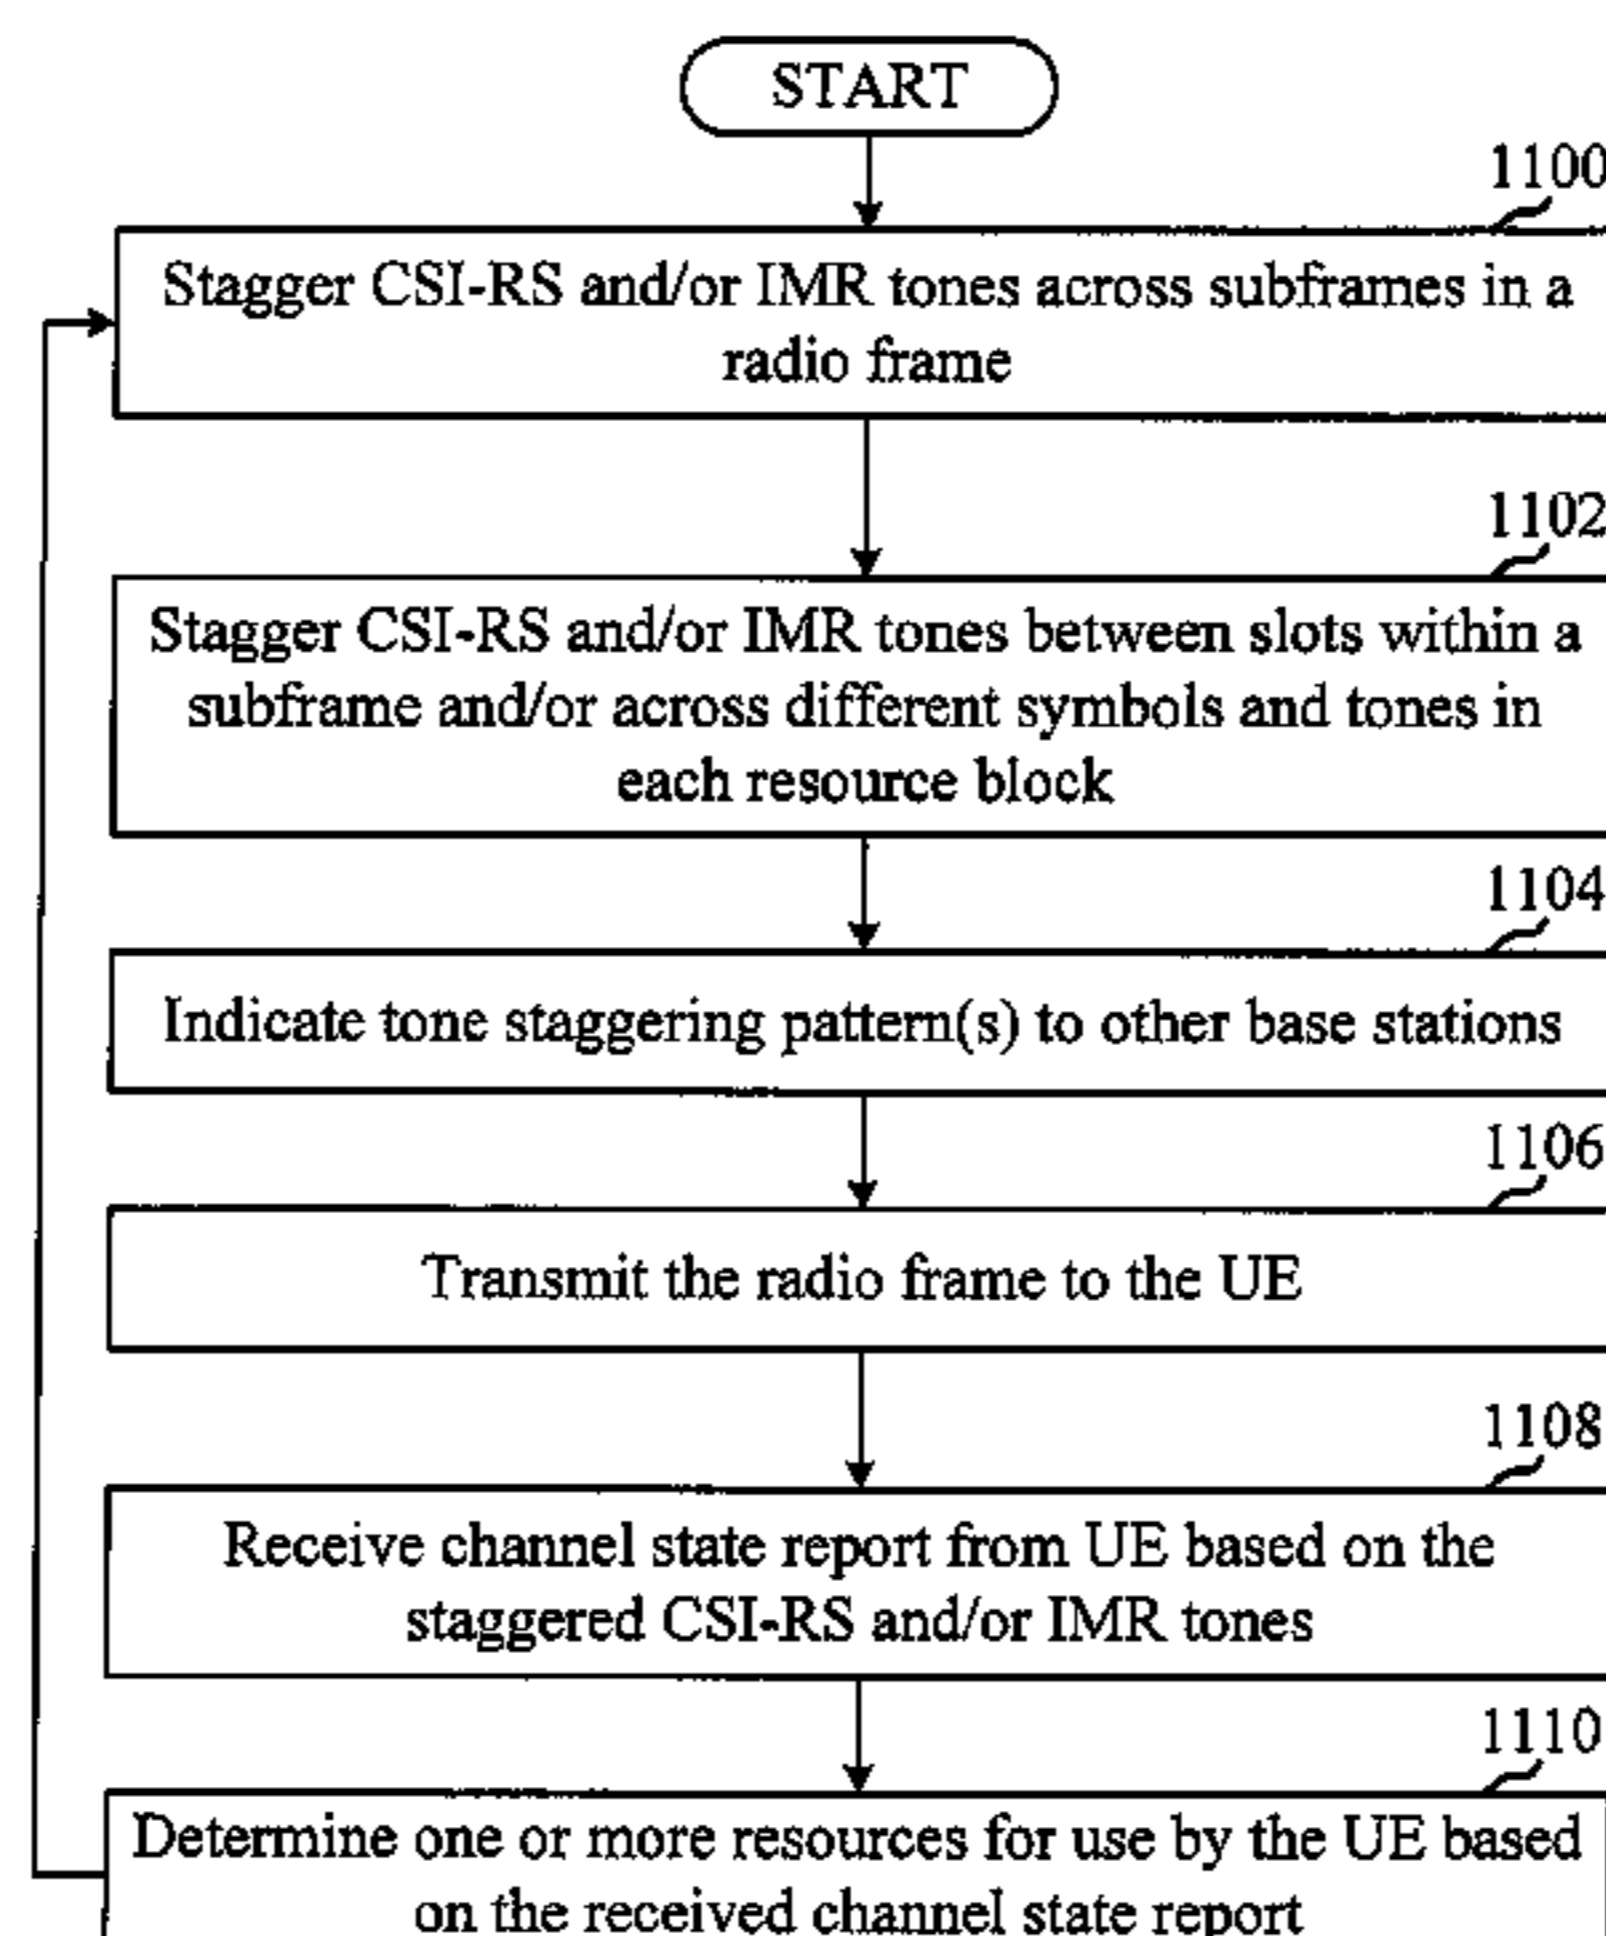 START
1100
Stagger CSI-RS and/or IMR tones across subframes in a
radio frame
1102
Stagger CSI-RS and/or IMR tones between slots within a
subframe and/or across different symbols and tones in
each resource block
1104
Indicate tone staggering pattern(s) to other base stations
1106
Transmit the radio frame to the UE
1108
Receive channel state report from UE based on the
staggered CSI-RS and/or IMR tones
1110
Determine one or more resources for use by the UE based
on the received channel state report